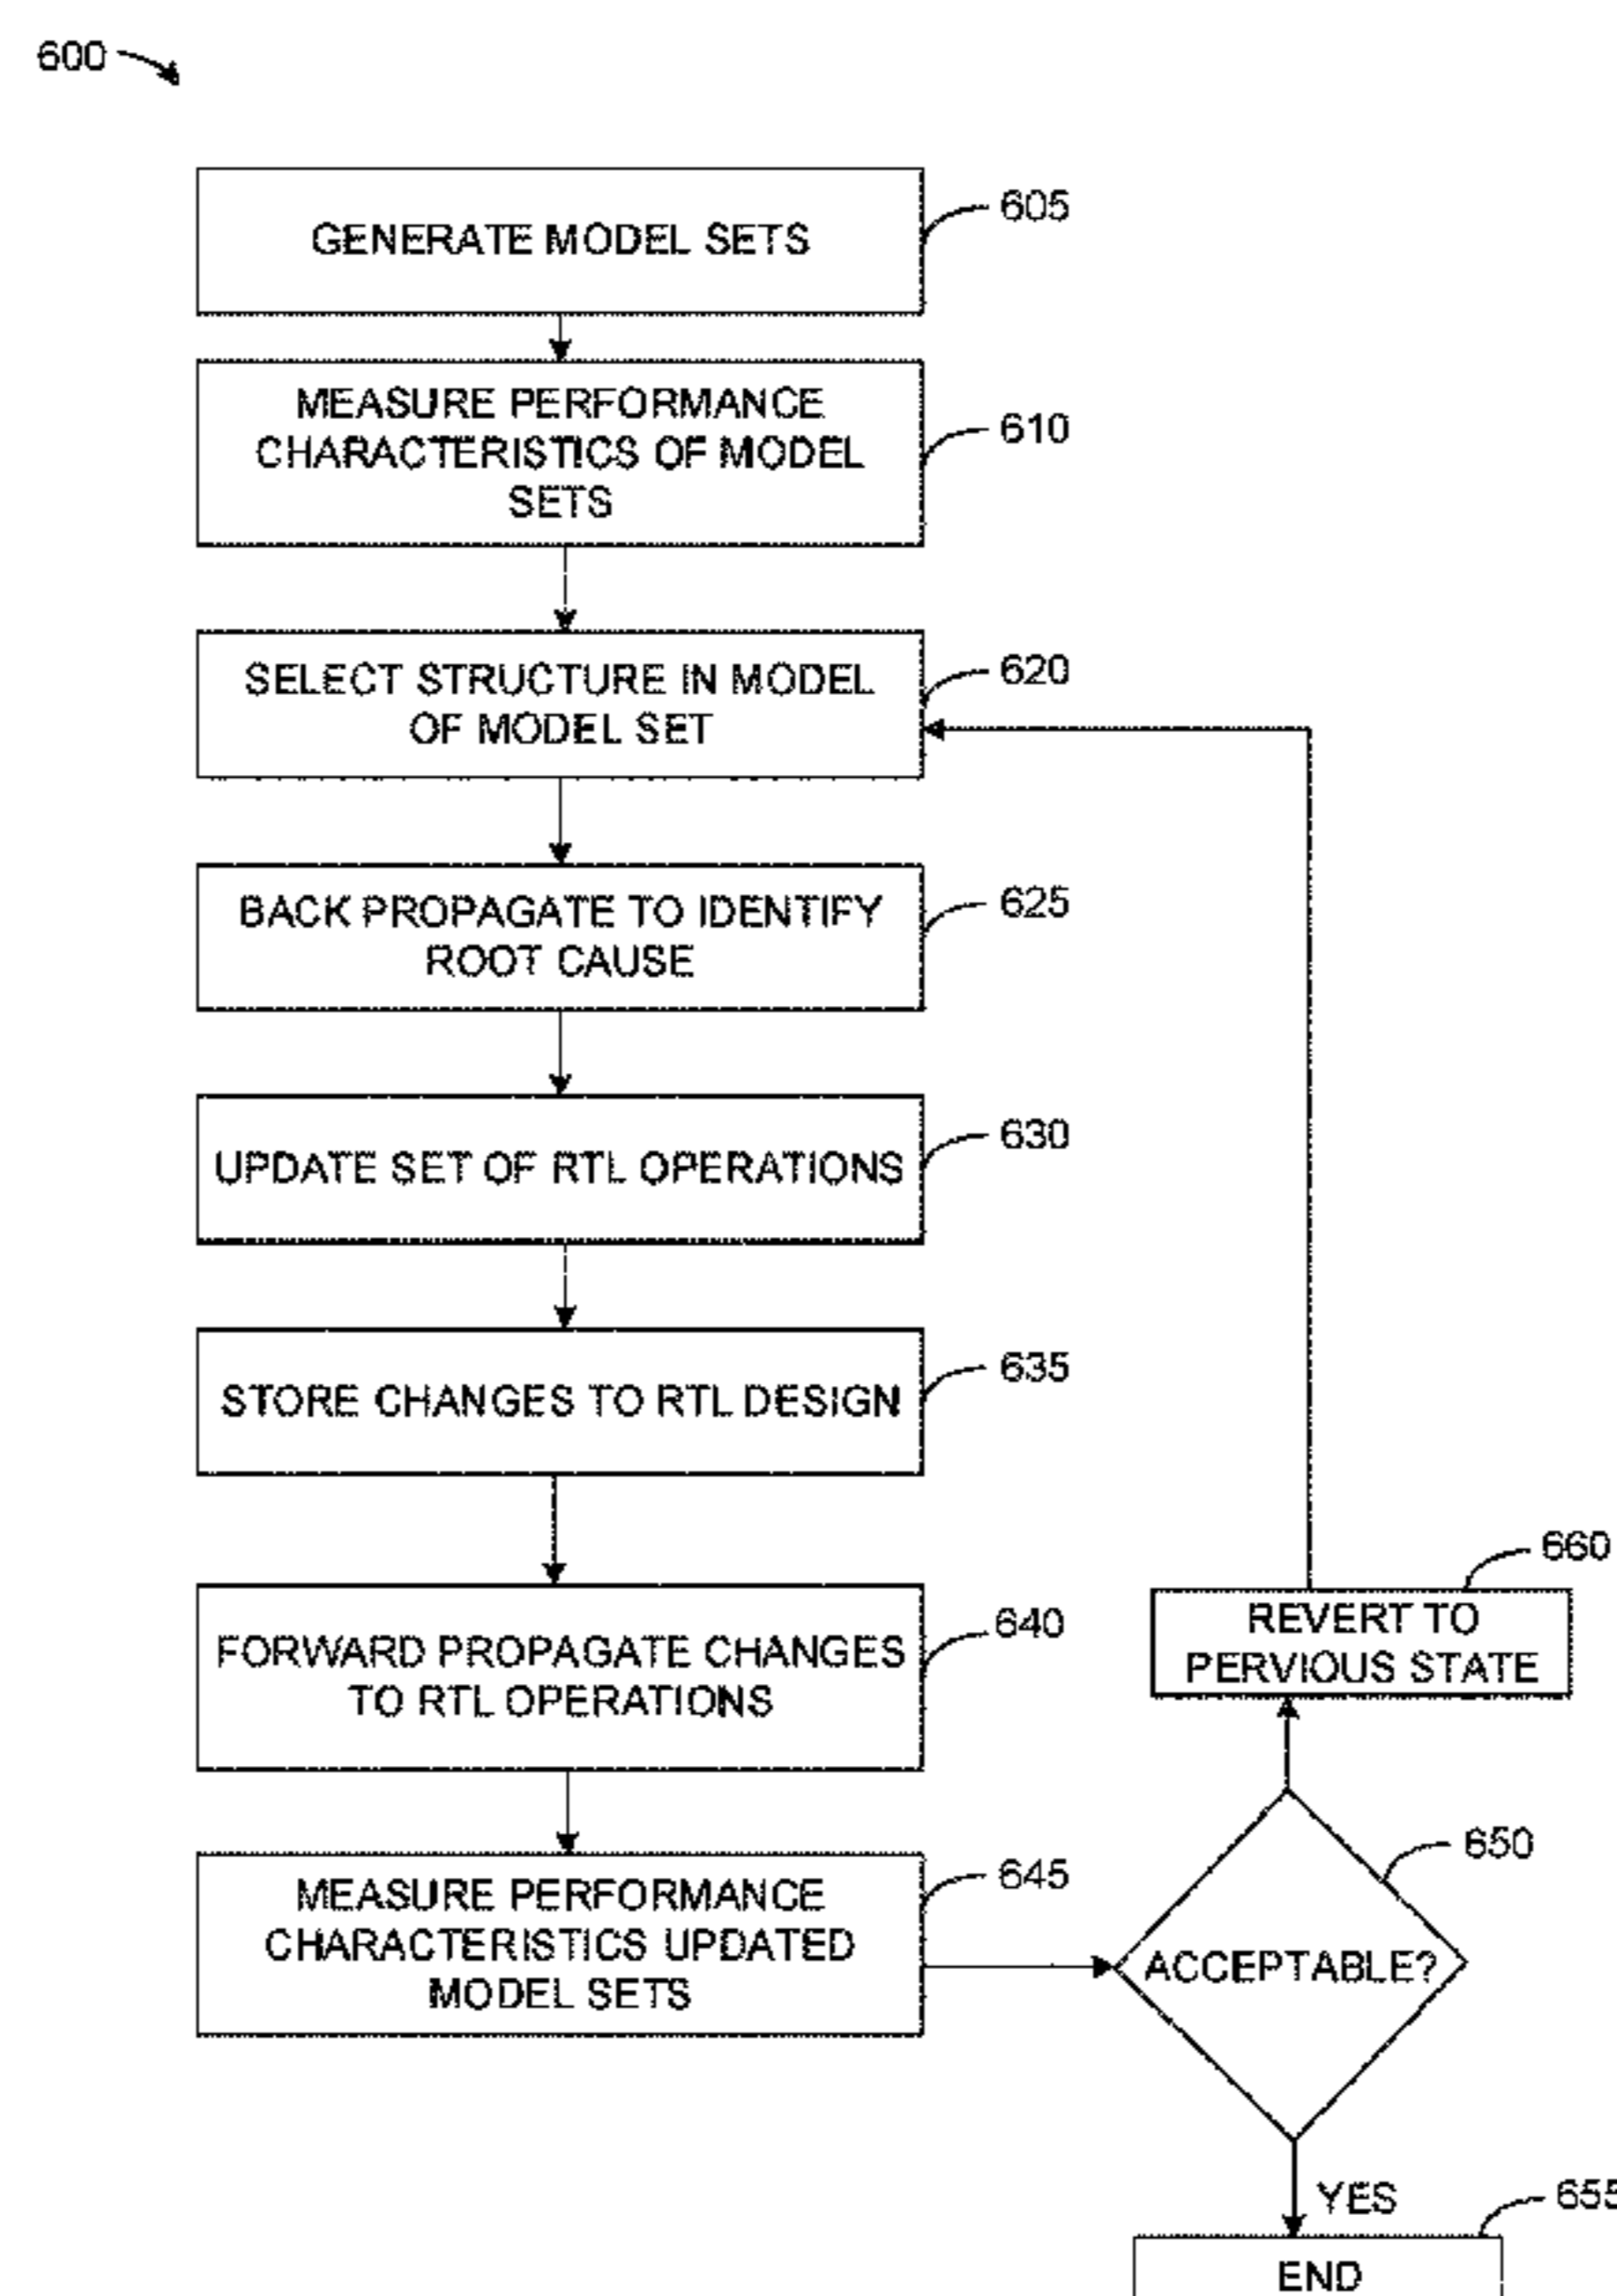 600
GENERATE MODEL SETS
605
MEASURE PERFORMANCE
CHARACTERISTICS OF MODEL
SETS
610
SELECT STRUCTURE IN MODEL
OF MODEL SET
620
BACK PROPAGATE TO IDENTIFY
ROOT CAUSE
625
UPDATE SET OF RTL OPERATIONS
630
STORE CHANGES TO RTL DESIGN
635
FORWARD PROPAGATE CHANGES
TO RTL OPERATIONS
640
MEASURE PERFORMANCE
CHARACTERISTICS UPDATED
MODEL SETS
645
ACCEPTABLE?
650
REVERT TO
PERVIOUS STATE
660
YES
END
655